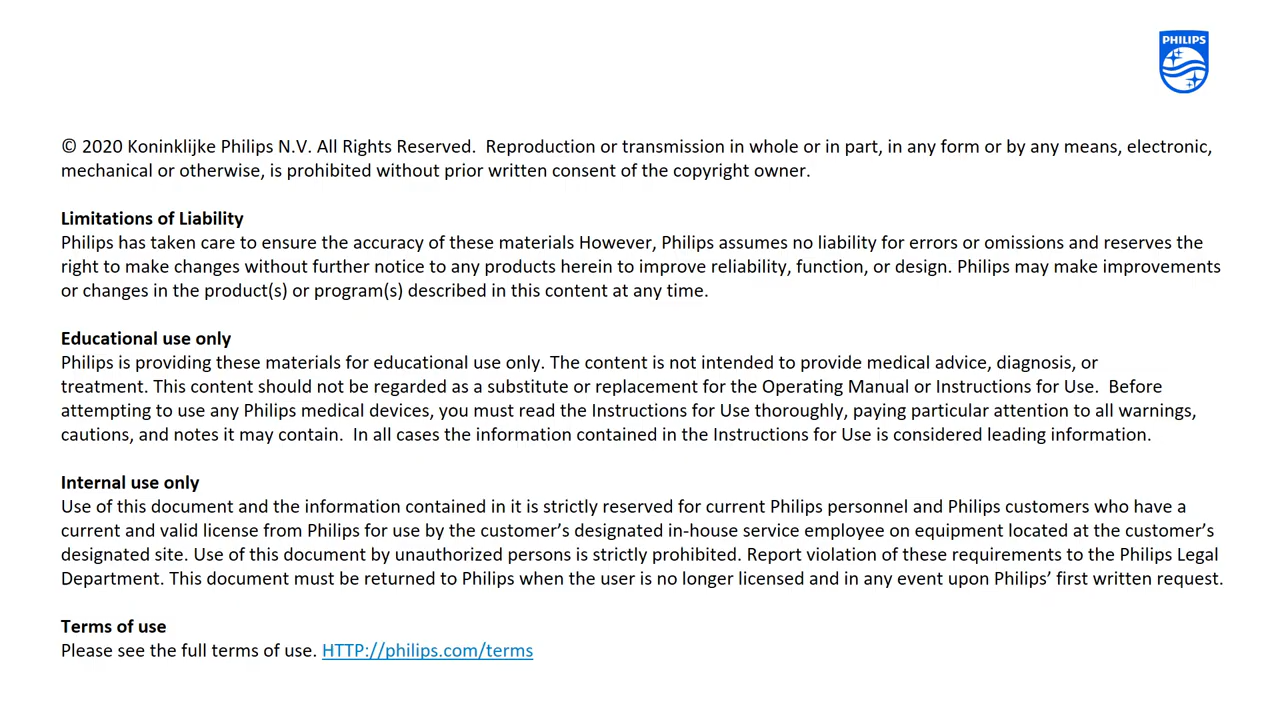 PHILIPS
© 2020 Koninklijke Philips N.V. All Rights Reserved.  Reproduction or transmission in whole or in part, in any form or by any means, electronic,
mechanical or otherwise, is prohibited without prior written consent of the copyright owner.
Limitations of Liability
Philips has taken care to ensure the accuracy of these materials However, Philips assumes no liability for errors or omissions and reserves the
right to make changes without further notice to any products herein to improve reliability, function, or design. Philips may make improvements
or changes in the product(s) or program(s) described in this content at any time.
Educational use only
Philips is providing these materials for educational use only. The content is not intended to provide medical advice, diagnosis, or
treatment. This content should not be regarded as a substitute or replacement for the Operating Manual or Instructions for Use.  Before
attempting to use any Philips medical devices, you must read the Instructions for Use thoroughly, paying particular attention to all warnings,
cautions, and notes it may contain.  In all cases the information contained in the Instructions for Use is considered leading information.
Internal use only
Use of this document and the information contained in it is strictly reserved for current Philips personnel and Philips customers who have a
current and valid license from Philips for use by the customer’s designated in-house service employee on equipment located at the customer’s
designated site. Use of this document by unauthorized persons is strictly prohibited. Report violation of these requirements to the Philips Legal
Department. This document must be returned to Philips when the user is no longer licensed and in any event upon Philips’ first written request.
Terms of use
Please see the full terms of use. HTTP://philips.com/terms